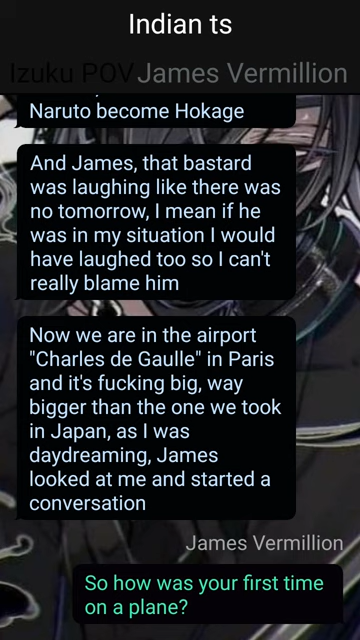 Indian ts
Izuku POV James Vermillion
Naruto become Hokage
And James, that bastard
was laughing like there was
no tomorrow, I mean if he
was in my situation I would
have laughed too so I can't
really blame him
Now we are in the airport
"Charles de Gaulle" in Paris
and it's fucking big, way
bigger than the one we took
in Japan, as I was
daydreaming, James
looked at me and started a
conversation
James Vermillion
So how was your first time
on a plane?